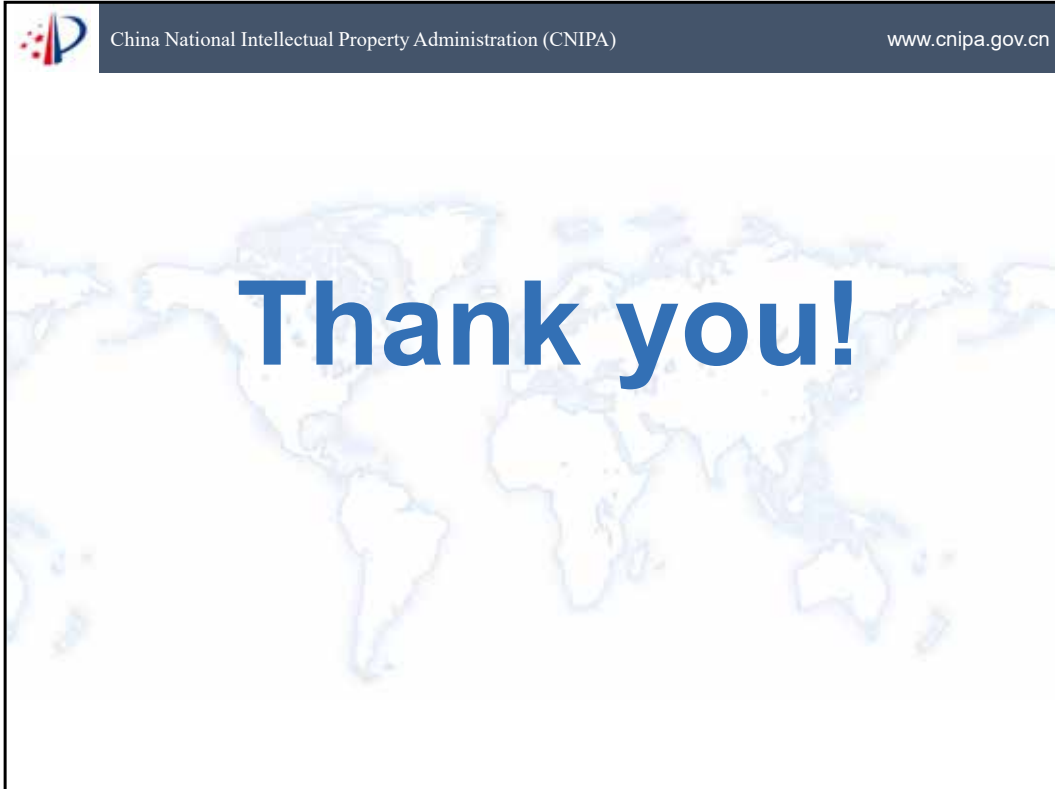 China National Intellectual Property Administration (CNIPA)
www.cnipa.gov.cn
Thank you!